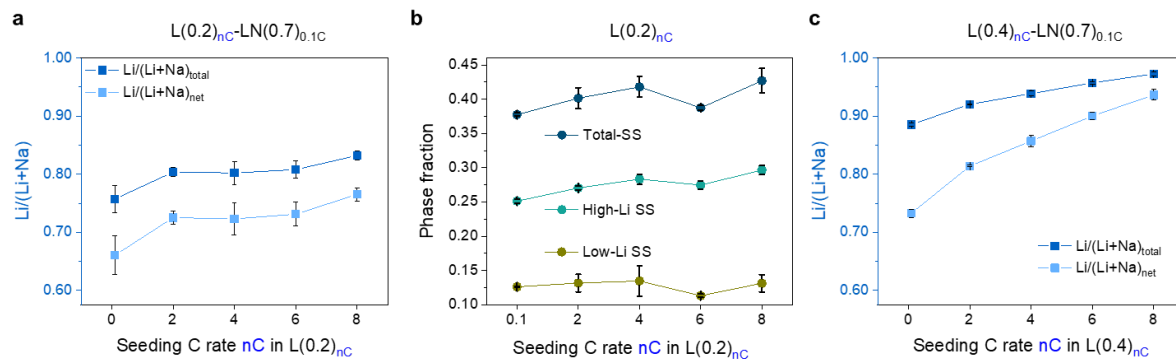 a
L(0.2)nC-LN(0.7)0.1C
Li/(Li+Na)
1.00
0.90
0.80
0.70
0.60
Li/(Li+Na)total
Li/(Li+Na)net
0
2
4
6
8
Seeding C rate nC in L(0.2)nC
b
L(0.2)nC
Phase fraction
0.45
0.40
0.35
0.30
0.25
0.20
0.15
0.10
Total-SS
High-Li SS
Low-Li SS
0.1
2
4
6
8
Seeding C rate nC in L(0.2)nC
c
L(0.4)nC-LN(0.7)0.1C
Li/(Li+Na)
1.00
0.90
0.80
0.70
0.60
Li/(Li+Na)total
Li/(Li+Na)net
0
2
4
6
8
Seeding C rate nC in L(0.4)nC